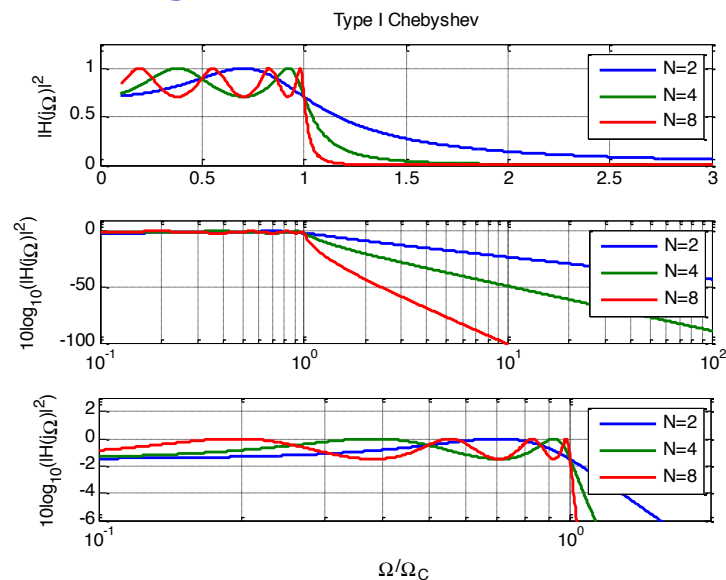 Type I Chebyshev
|H(jΩ)|²
1
0.5
0
0 0.5 1 1.5 2 2.5 3
N=2
N=4
N=8
10log₁₀(|H(jΩ)|²)
0
-50
-100
10⁻¹ 10⁰ 10¹ 10²
N=2
N=4
N=8
10log₁₀(|H(jΩ)|²)
2
0
-2
-4
-6
10⁻¹ 10⁰
N=2
N=4
N=8
Ω/Ω_C